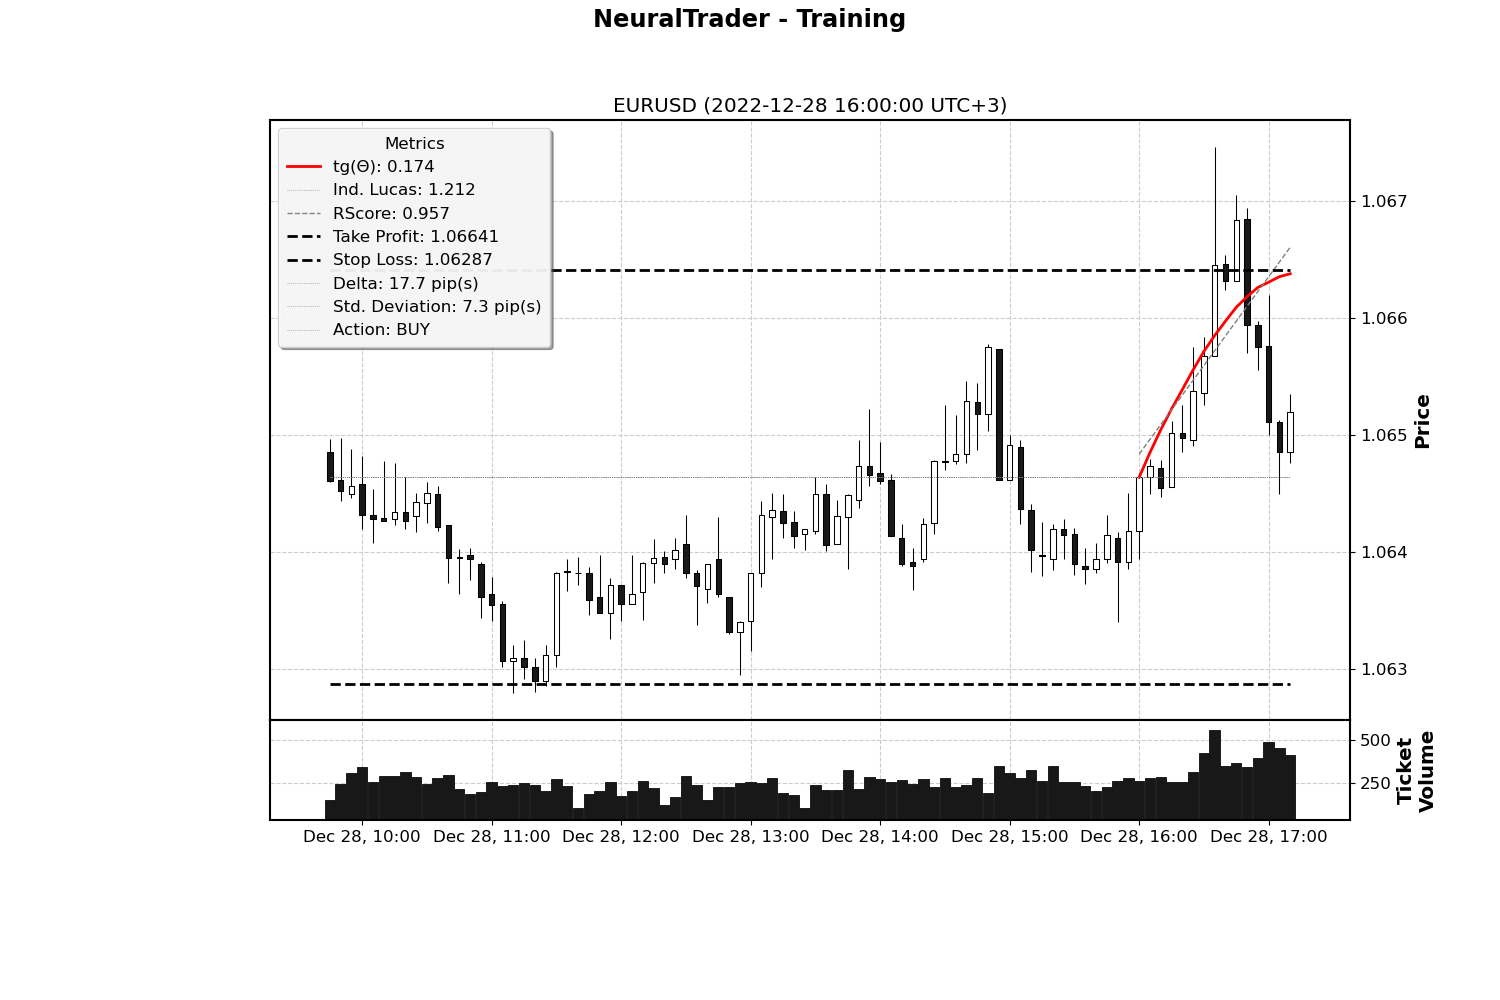 NeuralTrader - Training
EURUSD (2022-12-28 16:00:00 UTC+3)
Metrics
tg(Θ): 0.174
Ind. Lucas: 1.212
RScore: 0.957
Take Profit: 1.06641
Stop Loss: 1.06287
Delta: 17.7 pip(s)
Std. Deviation: 7.3 pip(s)
Action: BUY
1.067
1.066
1.065
1.064
1.063
Price
500
250
Ticket
Volume
Dec 28, 10:00
Dec 28, 11:00
Dec 28, 12:00
Dec 28, 13:00
Dec 28, 14:00
Dec 28, 15:00
Dec 28, 16:00
Dec 28, 17:00